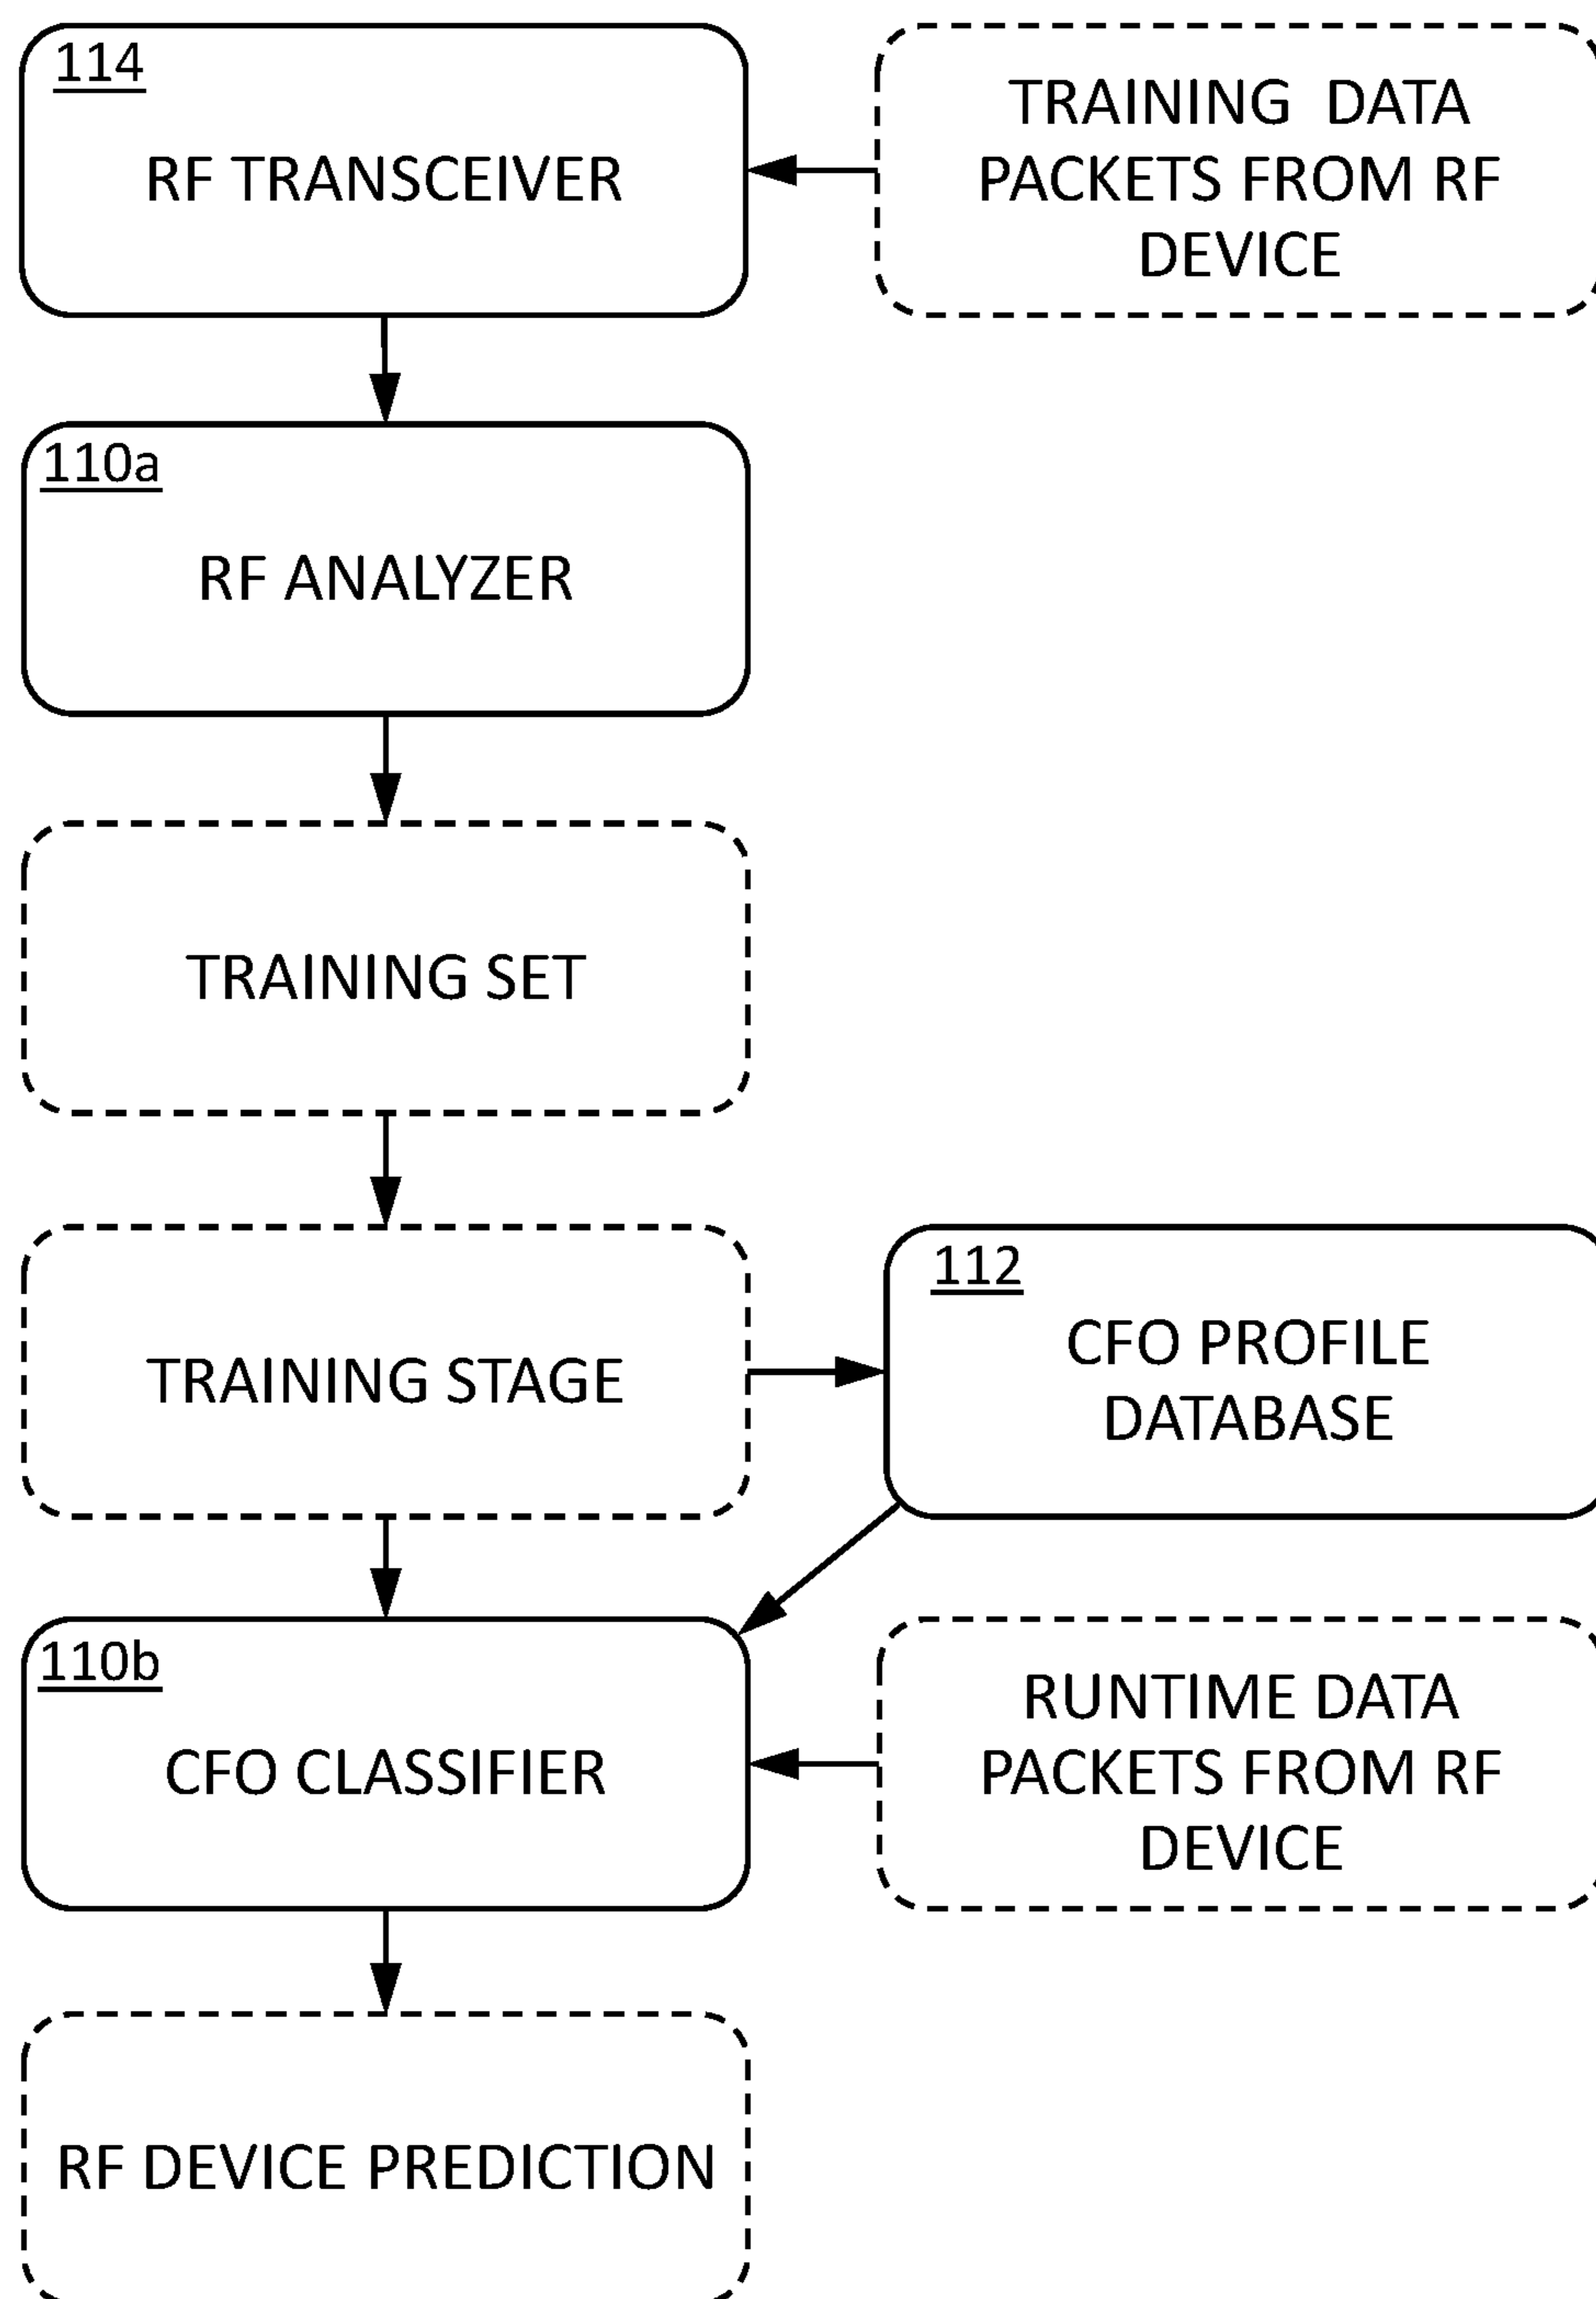 114
RF TRANSCEIVER
TRAINING DATA
PACKETS FROM RF
DEVICE
110a
RF ANALYZER
TRAINING SET
TRAINING STAGE
112
CFO PROFILE
DATABASE
110b
CFO CLASSIFIER
RUNTIME DATA
PACKETS FROM RF
DEVICE
RF DEVICE PREDICTION